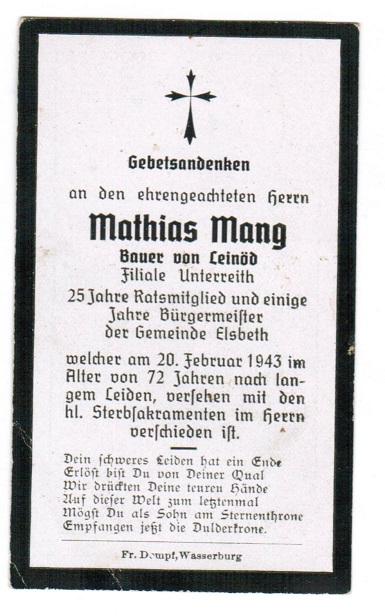 Gebetsandenken
an den ehrengeachteten Herrn
Mathias Mang
Bauer von Leinöd
Filiale Unterreith
25 Jahre Ratsmitglied und einige
Jahre Bürgermeister
der Gemeinde Elsbeth
welcher am 20. Februar 1943 im
Alter von 72 Jahren nach lan-
gem Leiden, versehen mit den
hl. Sterbsakramenten im Herrn
verschieden ist.
Dein schweres Leiden hat ein Ende
Erlöst bist Du von Deiner Qual
Wir drückten Deine teuren Hände
Auf dieser Welt zum letztenmal
Mögst Du als Sohn am Sternenthrone
Empfangen jetzt die Dulderkrone.
Fr. Dempf, Wasserburg